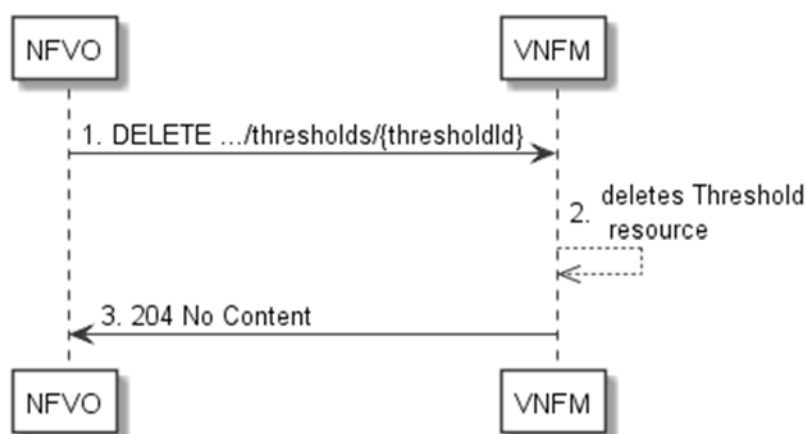 NFVO VNFM
1. DELETE .../thresholds/{thresholdId}
2. deletes Threshold
resource
3. 204 No Content
NFVO VNFM